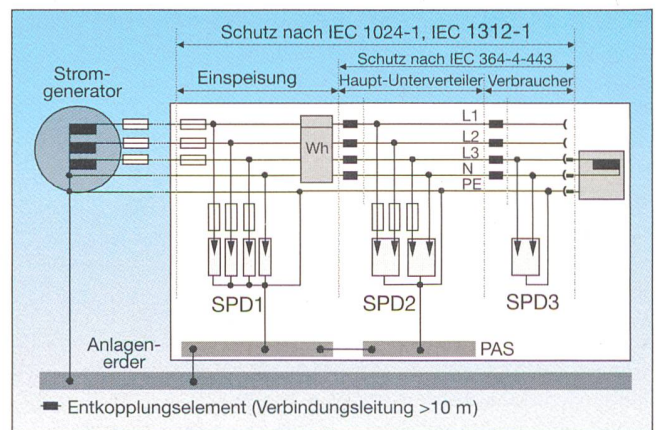 Schutz nach IEC 1024-1, IEC 1312-1
Schutz nach IEC 364-4-443
Strom-
generator
Einspeisung
Haupt-Unterverteiler
Verbraucher
L1
L2
L3
N
PE
Wh
SPD1
SPD2
SPD3
Anlagen-
erder
PAS
Entkopplungselement (Verbindungsleitung >10 m)